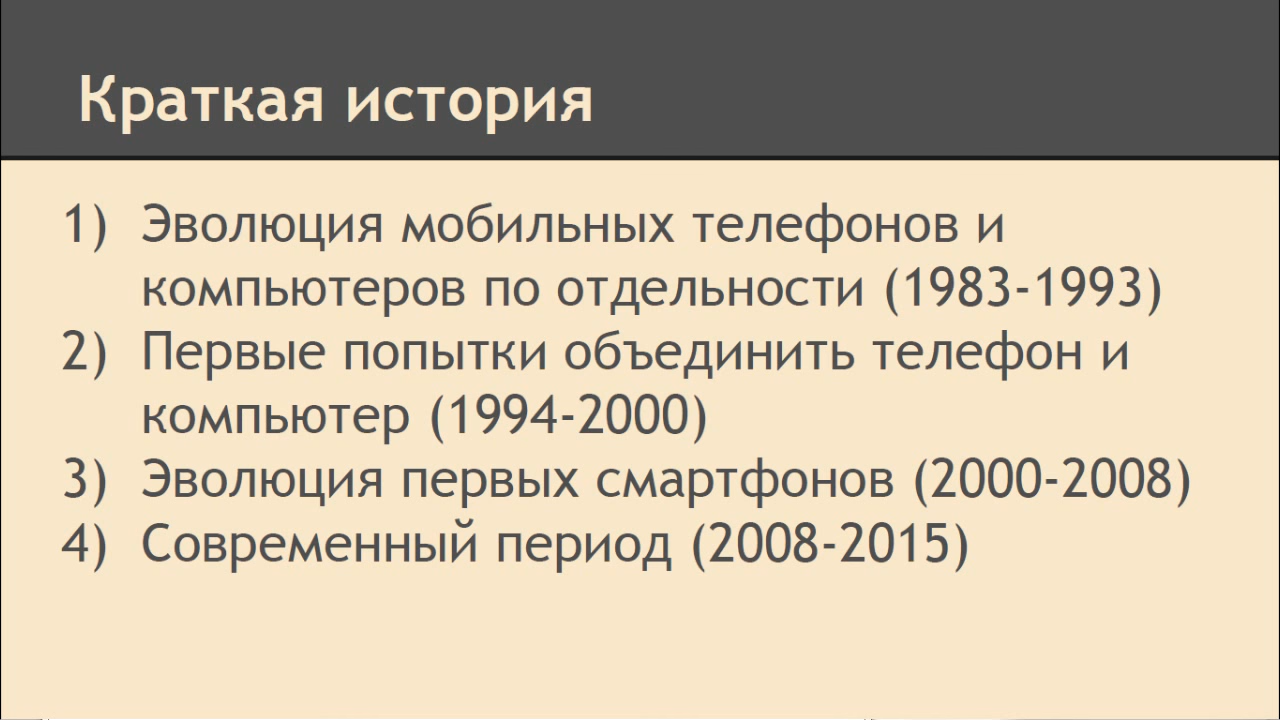 Краткая история
1) Эволюция мобильных телефонов и
компьютеров по отдельности (1983-1993)
2) Первые попытки объединить телефон и
компьютер (1994-2000)
3) Эволюция первых смартфонов (2000-2008)
4) Современный период (2008-2015)